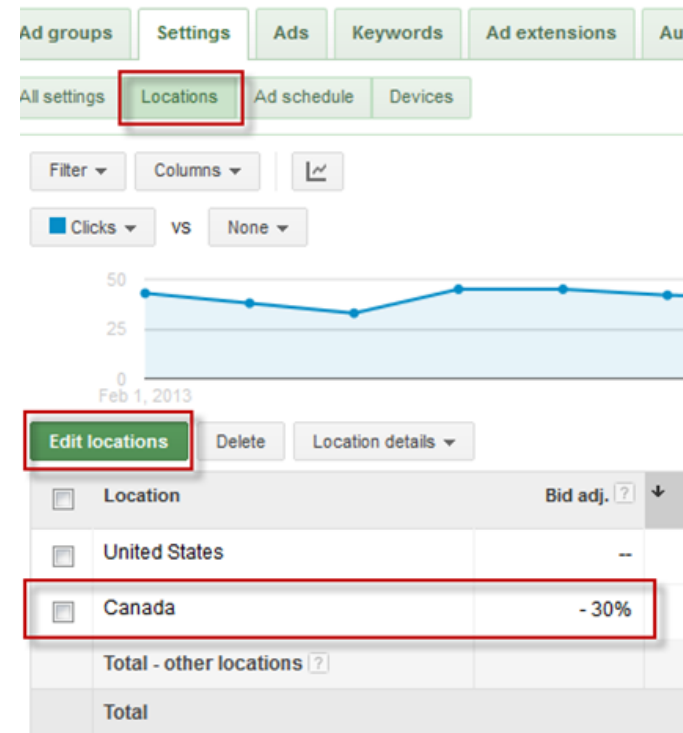 Ad groups Settings Ads Keywords Ad extensions Au
All settings Locations Ad schedule Devices
Filter Columns
Clicks vs None
50
25
0
Feb 1, 2013
Edit locations Delete Location details
Location Bid adj. ?
United States --
Canada - 30%
Total - other locations ?
Total